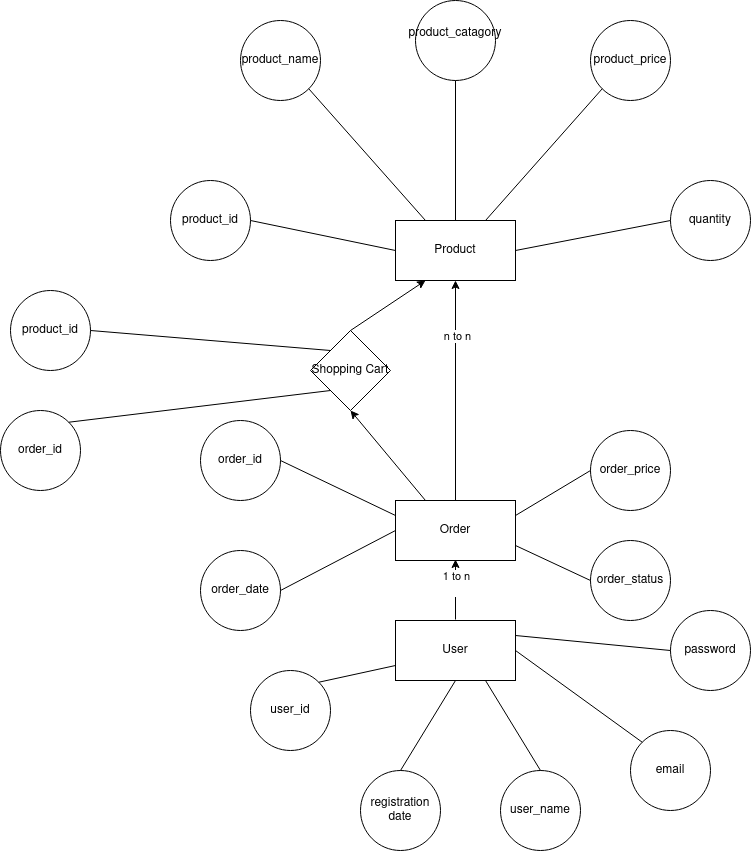 product_catagory
product_name
product_price
product_id
quantity
Product
product_id
n to n
Shopping Cart
order_id
order_id
order_price
Order
order_date
order_status
1 to n
User
password
user_id
email
registration
date
user_name